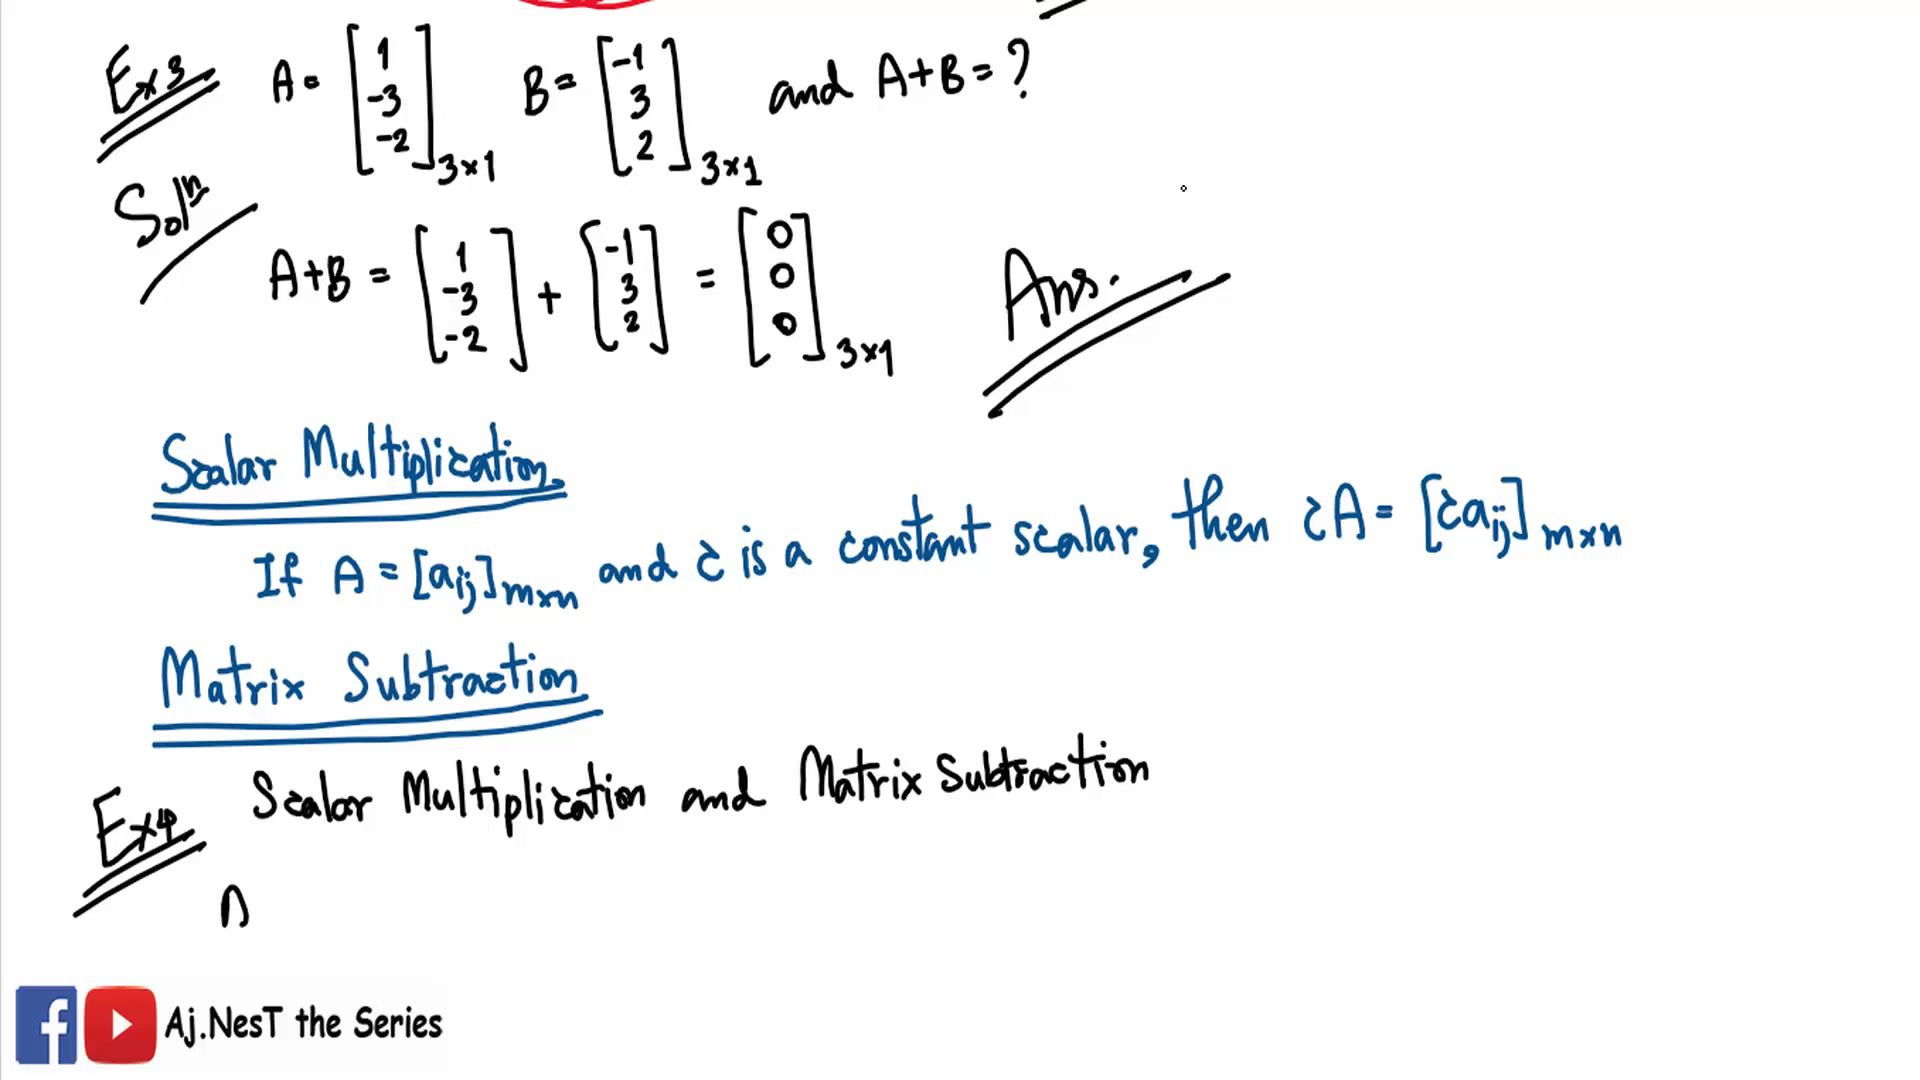 Ex3 A = [1 -3 -2]3×1 B = [-1 3 2]3×1 and A+B = ?
Solⁿ
A+B = [1 -3 -2] + [-1 3 2] = [0 0 0]3×1 Ans.
Scalar Multiplication
If A = [aij]m×n and c is a constant scalar, then cA = [caij]m×n
Matrix Subtraction
Ex4 Scalar Multiplication and Matrix Subtraction
Aj.NesT the Series